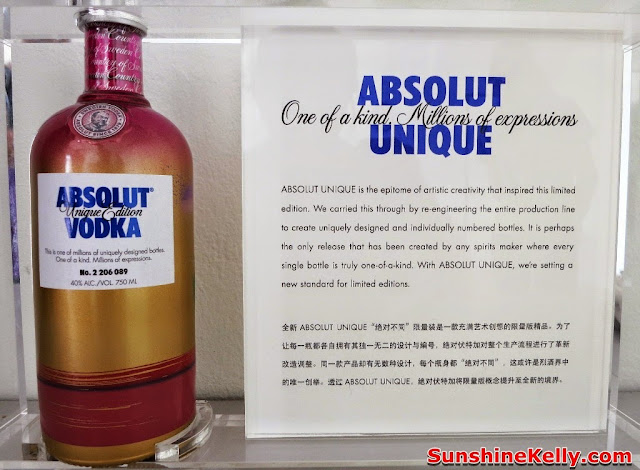 Country of Sweden
ABSOLUT
Unique Edition
VODKA
This is one of millions of uniquely designed bottles.
One of a kind. Millions of expressions.
No. 2 206 089
40% ALC./VOL. 750 ML
ABSOLUT
One of a kind. Millions of expressions
UNIQUE
ABSOLUT UNIQUE is the epitome of artistic creativity that inspired this limited
edition. We carried this through by re-engineering the entire production line
to create uniquely designed and individually numbered bottles. It is perhaps
the only release that has been created by any spirits maker where every
single bottle is truly one-of-a-kind. With ABSOLUT UNIQUE, we're setting a
new standard for limited editions.
全新 ABSOLUT UNIQUE “绝对不同” 限量装是一款充满艺术创想的限量版精品。为了
让每一瓶都各自拥有其独一无二的设计与编号，绝对伏特加对整个生产流程进行了革新
改造调整。同一款产品却有无数种设计，每个瓶身都 “绝对不同”，这或许是烈酒界中
的唯一创举。透过 ABSOLUT UNIQUE，绝对伏特加将限量版概念提升至全新的境界。
SunshineKelly.com